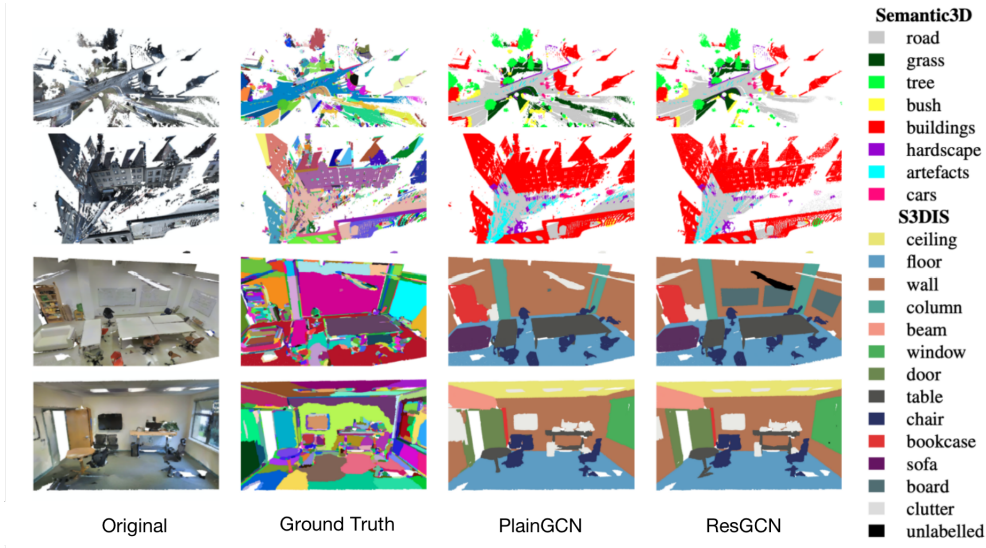 Semantic3D
road
grass
tree
bush
buildings
hardscape
artefacts
cars
S3DIS
ceiling
floor
wall
column
beam
window
door
table
chair
bookcase
sofa
board
clutter
unlabelled
Original
Ground Truth
PlainGCN
ResGCN